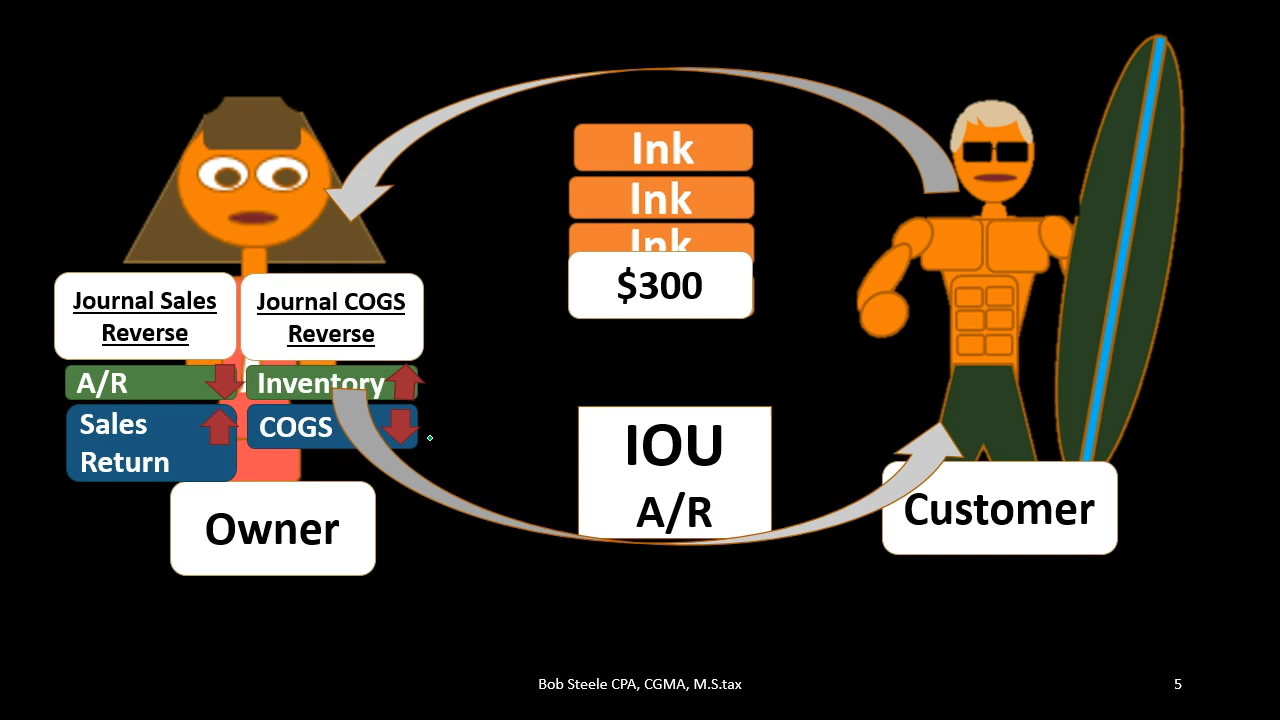 Ink
Ink
Ink
$300
Journal Sales
Reverse
Journal COGS
Reverse
A/R
Inventory
Sales
Return
COGS
IOU
A/R
Owner
Customer
Bob Steele CPA, CGMA, M.S.tax
5